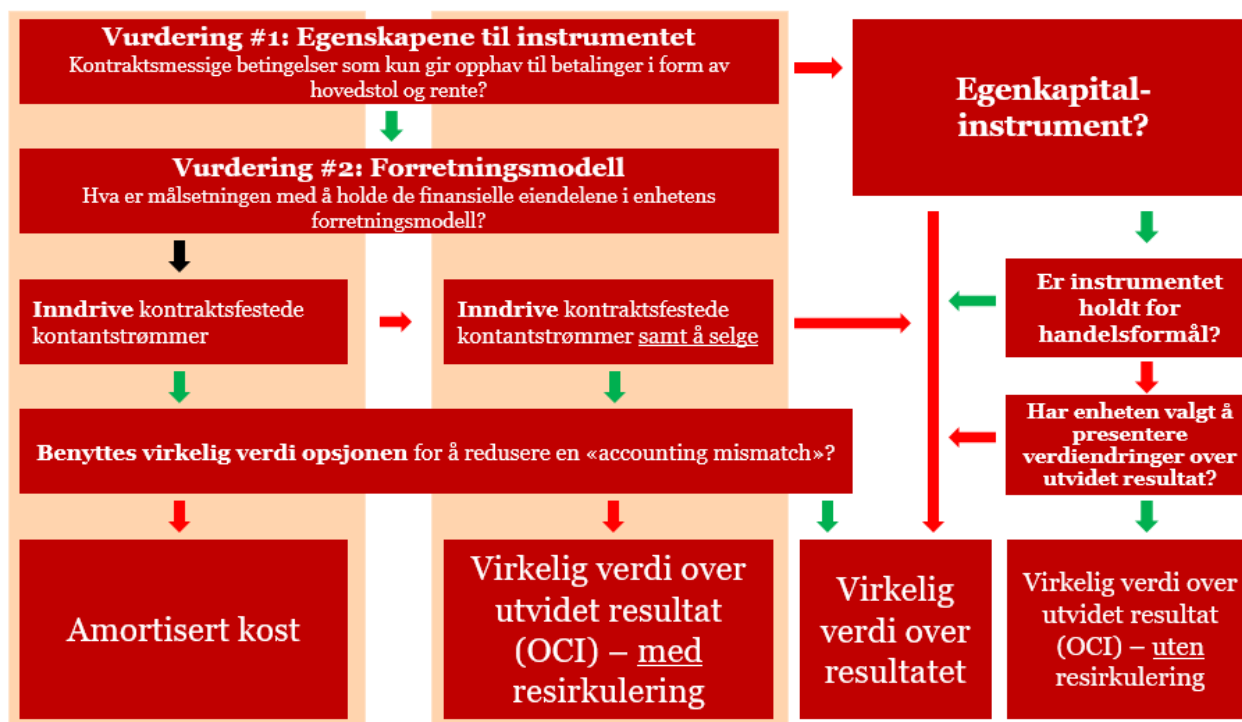 Vurdering #1: Egenskapene til instrumentet
Kontraktsmessige betingelser som kun gir opphav til betalinger i form av
hovedstol og rente?
Egenkapital-
instrument?
Vurdering #2: Forretningsmodell
Hva er målsetningen med å holde de finansielle eiendelene i enhetens
forretningsmodell?
Inndrive kontraktsfestede
kontantstrømmer
Inndrive kontraktsfestede
kontantstrømmer samt å selge
Er instrumentet
holdt for
handelsformål?
Benyttes virkelig verdi opsjonen for å redusere en «accounting mismatch»?
Har enheten valgt å
presentere
verdiendringer over
utvidet resultat?
Amortisert kost
Virkelig verdi over
utvidet resultat
(OCI) – med
resirkulering
Virkelig
verdi over
resultatet
Virkelig verdi over
utvidet resultat
(OCI) – uten
resirkulering